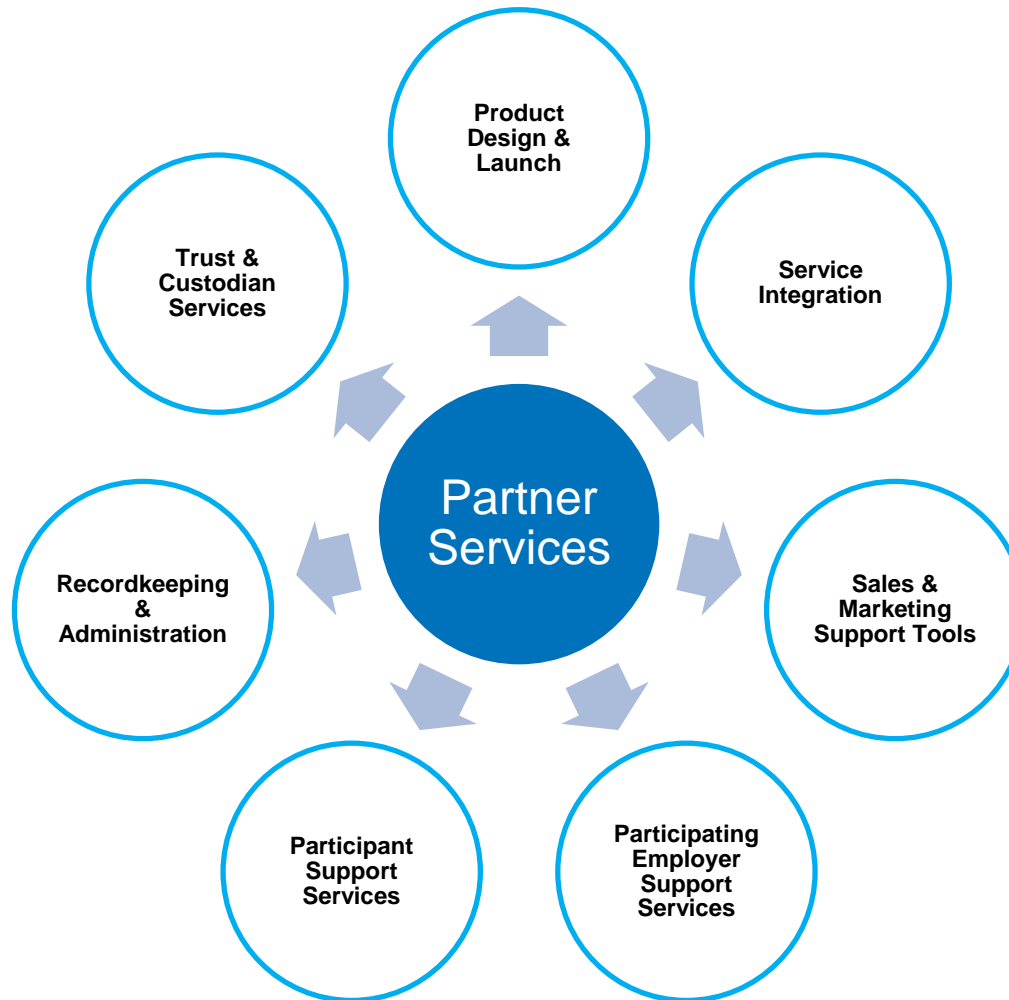 Product
Design &
Launch
Trust &
Custodian
Services
Service
Integration
Partner
Services
Recordkeeping
&
Administration
Sales &
Marketing
Support Tools
Participant
Support
Services
Participating
Employer
Support
Services